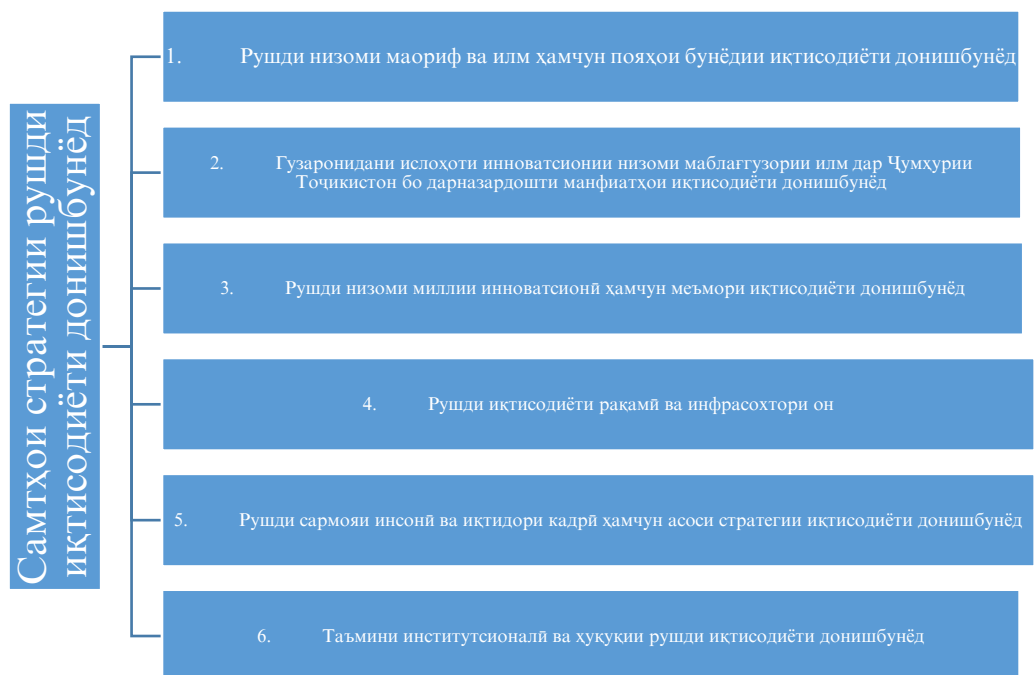 Самтҳои стратегии рушди
иқтисодиёти донишбунёд
1. Рушди низоми маориф ва илм ҳамчун пояҳои бунёдии иқтисодиёти донишбунёд
2. Гузаронидани ислоҳоти инноватсионии низоми маблағгузории илм дар Ҷумҳурии
Тоҷикистон бо дарназардошти манфиатҳои иқтисодиёти донишбунёд
3. Рушди низоми миллии инноватсионӣ ҳамчун меъмори иқтисодиёти донишбунёд
4. Рушди иқтисодиёти рақамӣ ва инфрасохтори он
5. Рушди сармояи инсонӣ ва иқтидори кадрӣ ҳамчун асоси стратегии иқтисодиёти донишбунёд
6. Таъмини институтсионалӣ ва ҳуқуқии рушди иқтисодиёти донишбунёд